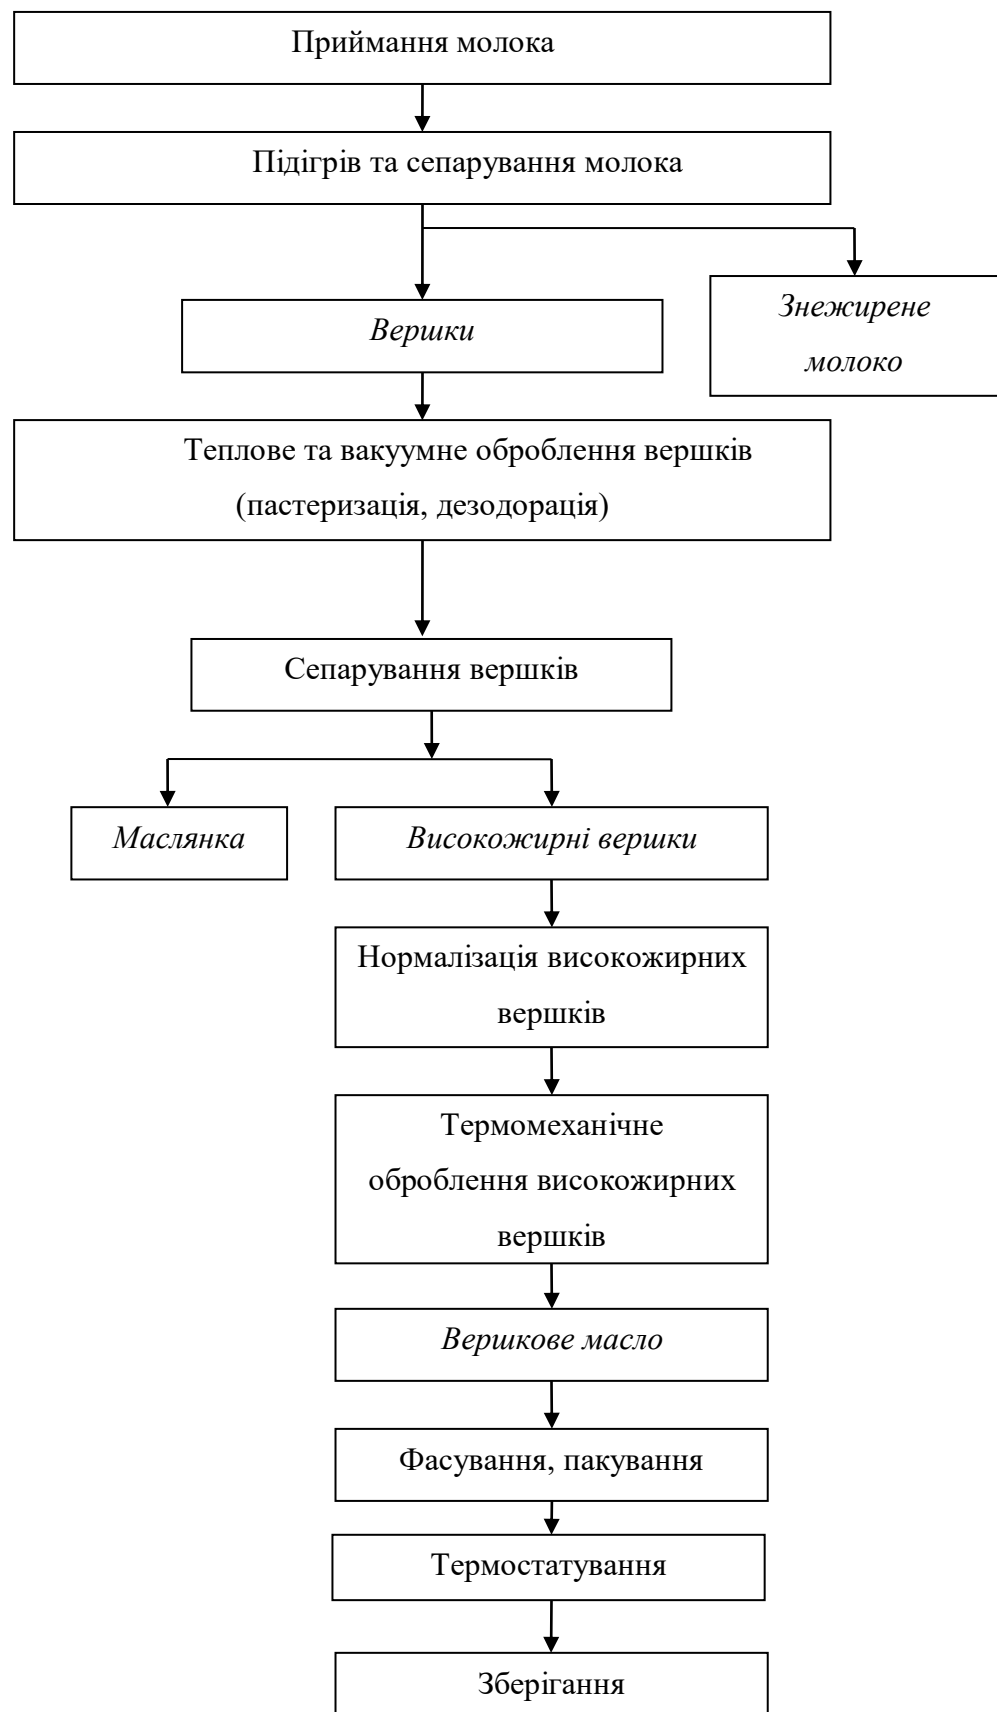 Приймання молока
Підігрів та сепарування молока
Вершки
Знежирене
молоко
Теплове та вакуумне оброблення вершків
(пастеризація, дезодорація)
Сепарування вершків
Маслянка
Високожирні вершки
Нормалізація високожирних
вершків
Термомеханічне
оброблення високожирних
вершків
Вершкове масло
Фасування, пакування
Термостатування
Зберігання